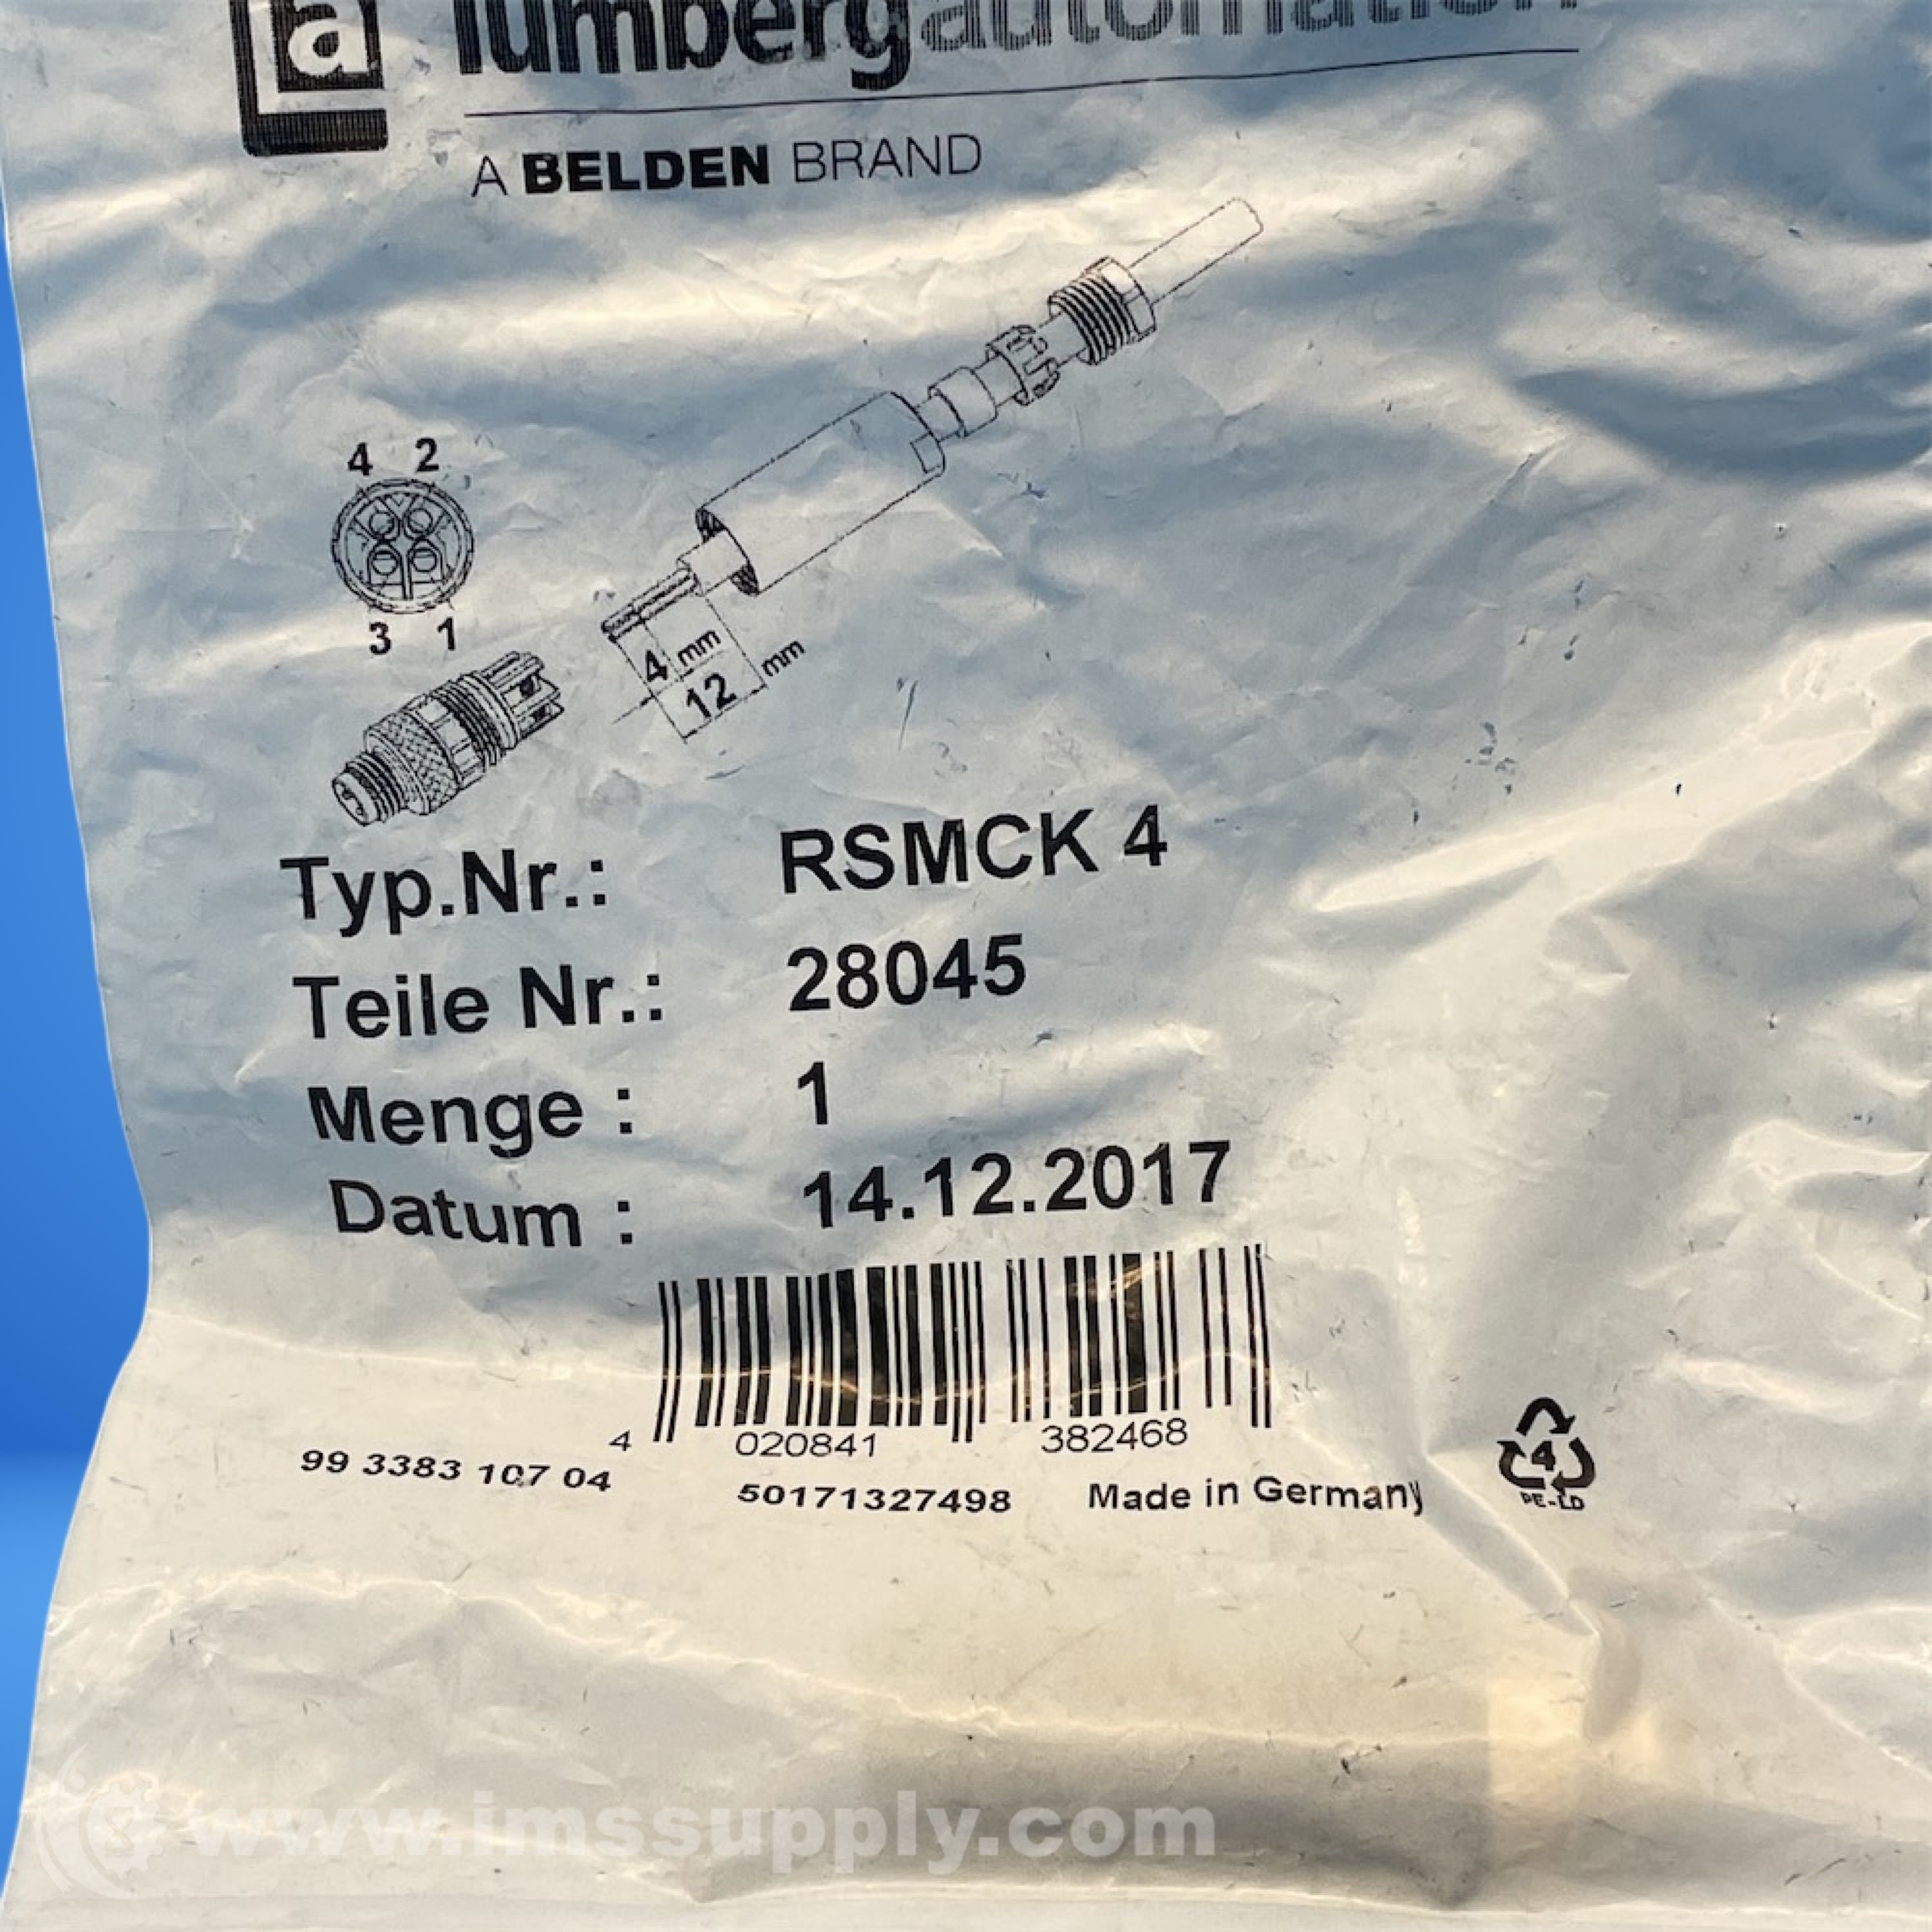 a lumbergautomation
A BELDEN BRAND
4 2
3 1
4 mm
12 mm
Typ.Nr.: RSMCK 4
Teile Nr.: 28045
Menge : 1
Datum : 14.12.2017
4 020841 382468
99 3383 107 04 50171327498 Made in Germany
4
PE-LD
www.imssupply.com